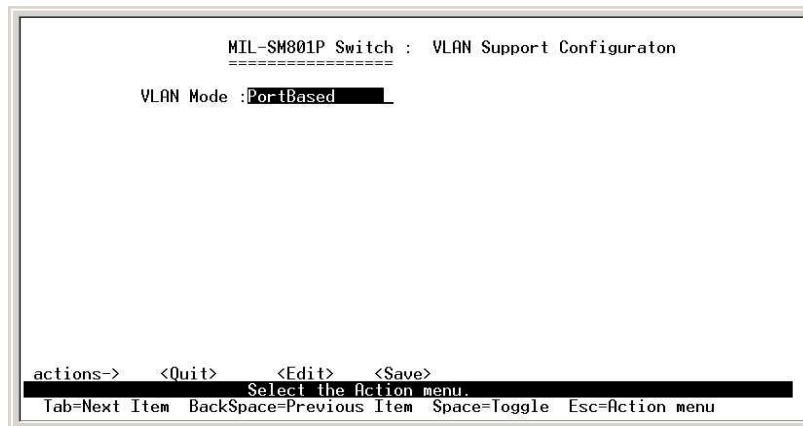 MIL-SM801P Switch :  VLAN Support Configuraton
=================
VLAN Mode :PortBased     _
actions->    <Quit>      <Edit>    <Save>
Select the Action menu.
Tab=Next Item  BackSpace=Previous Item  Space=Toggle  Esc=Action menu